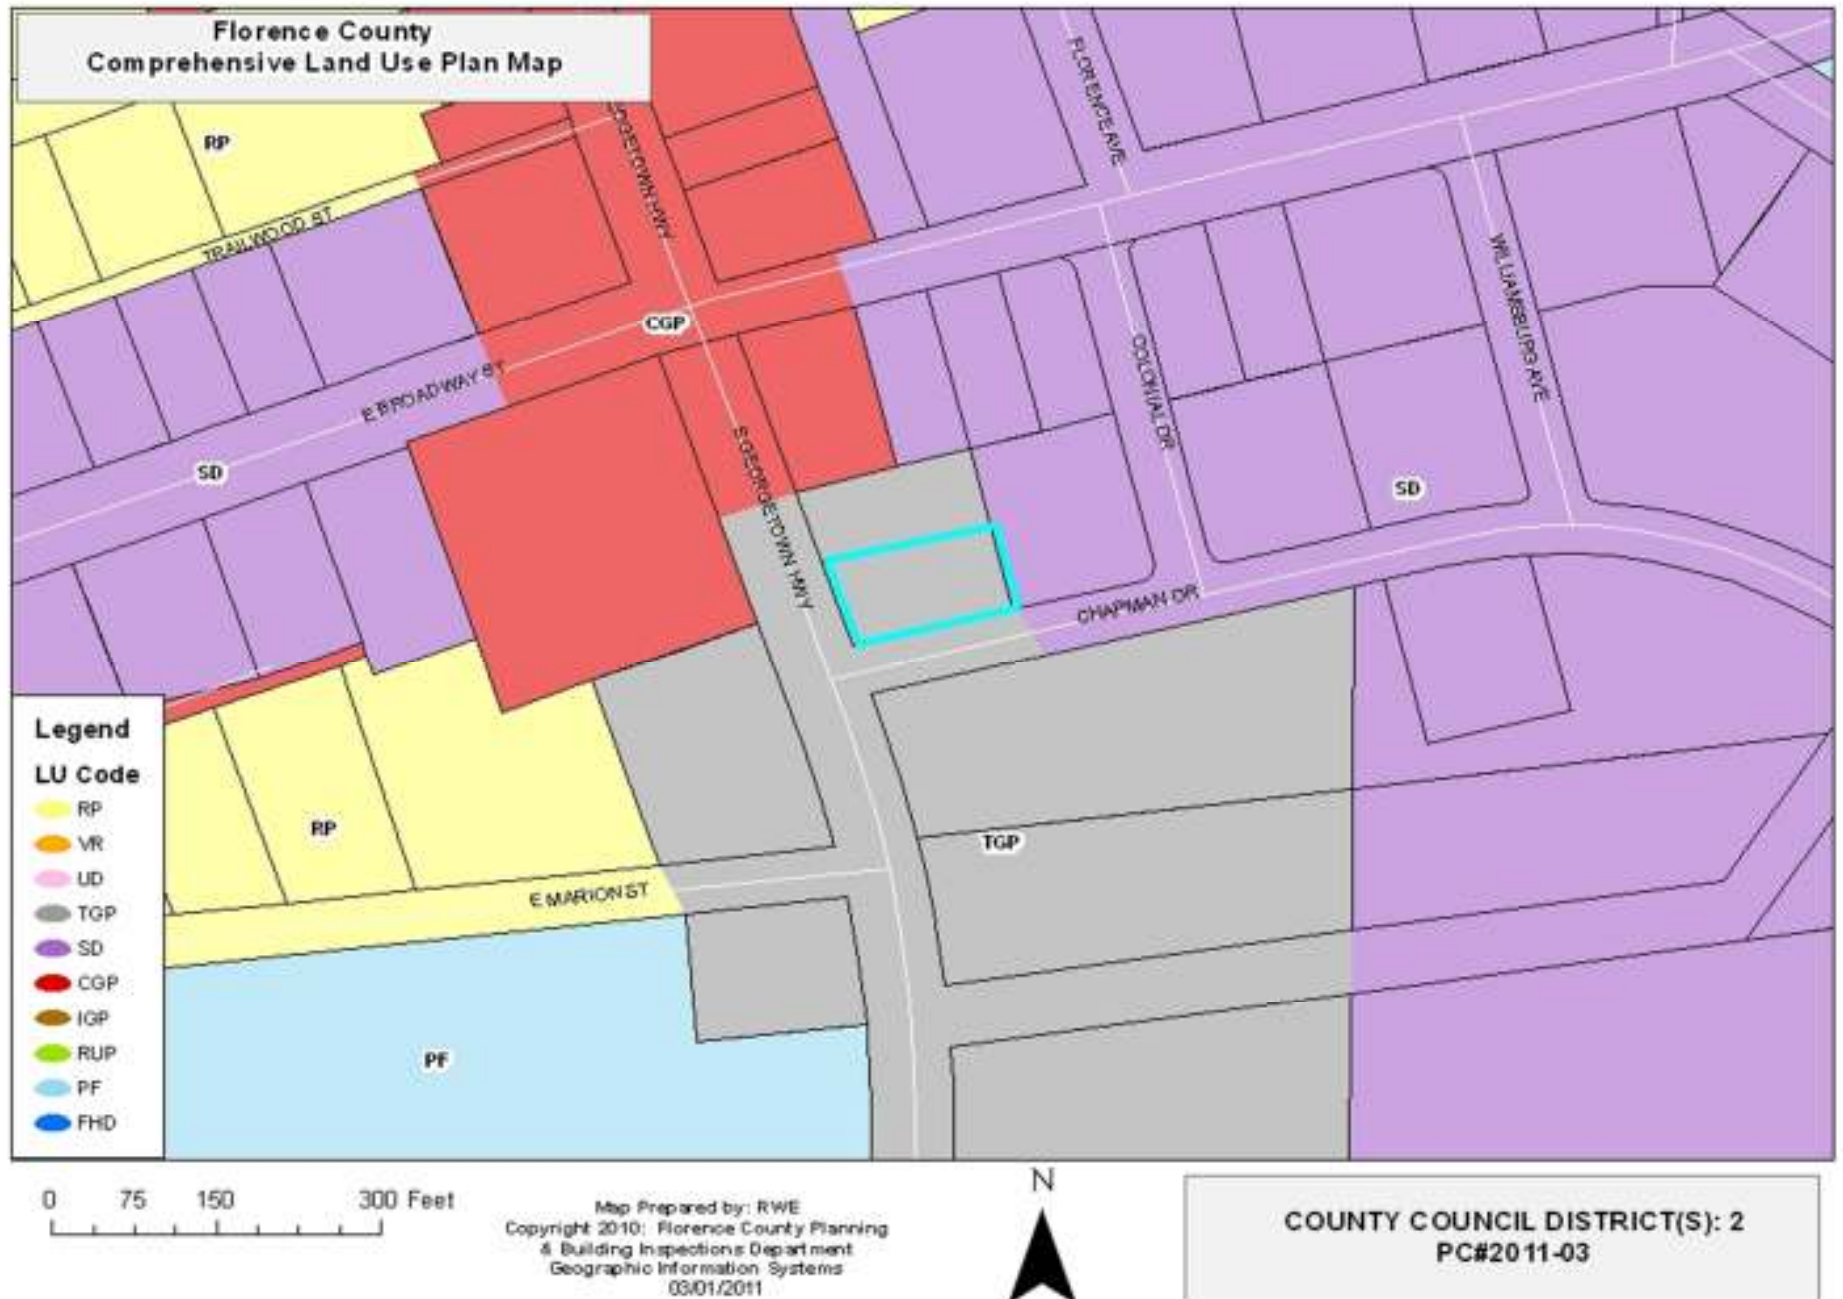 Florence County
Comprehensive Land Use Plan Map
RP
TRAILWOOD ST
FLORENCE AVE
CGP
E BROADWAY ST
SD
S GEORGETOWN HWY
COLONIAL DR
WILLIAMSBURG AVE
SD
CHAPMAN DR
RP
TGP
E MARION ST
PF
Legend
LU Code
RP
VR
UD
TGP
SD
CGP
IGP
RUP
PF
FHD
0 75 150 300 Feet
Map Prepared by: RWE
Copyright 2010: Florence County Planning
& Building Inspections Department
Geographic Information Systems
03/01/2011
N
COUNTY COUNCIL DISTRICT(S): 2
PC#2011-03